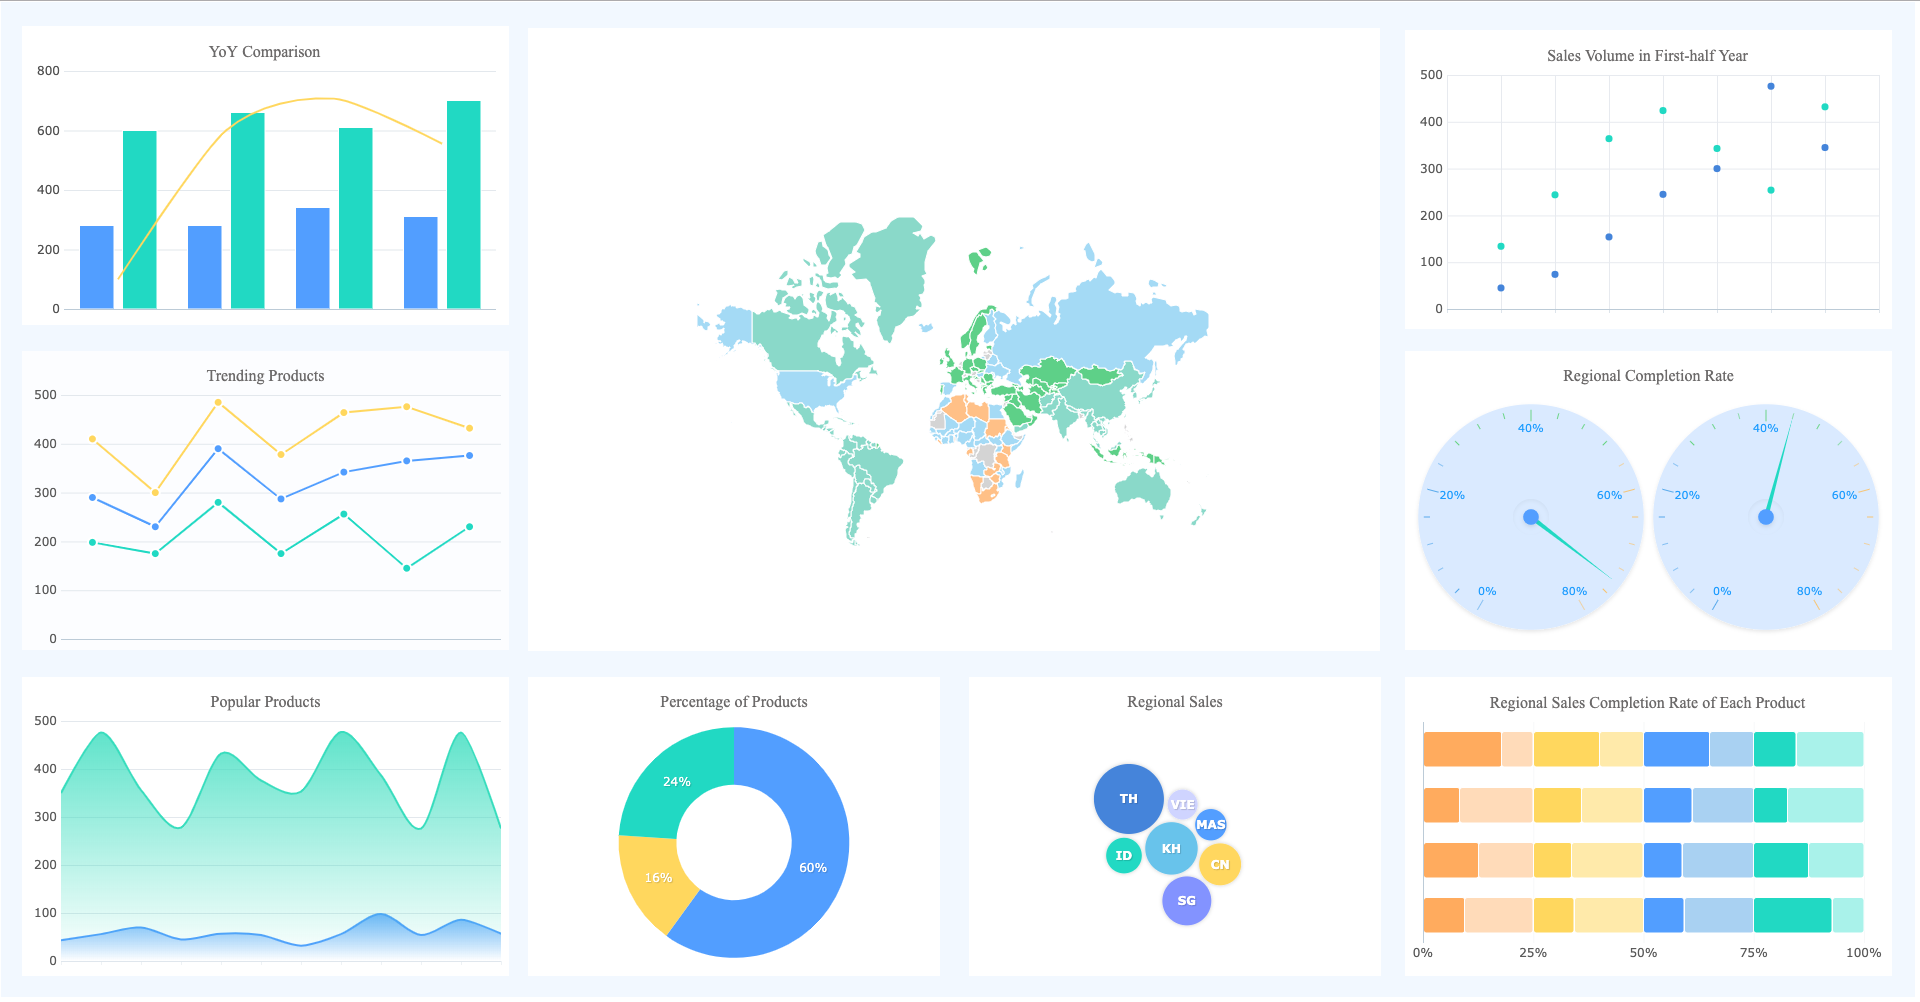 YoY Comparison
800
600
400
200
0
Trending Products
500
400
300
200
100
0
Popular Products
500
400
300
200
100
0
Percentage of Products
24%
16%
60%
Regional Sales
TH
VIE
MAS
ID
KH
CN
SG
Sales Volume in First-half Year
500
400
300
200
100
0
Regional Completion Rate
40%
20%
60%
0%
80%
40%
20%
60%
0%
80%
Regional Sales Completion Rate of Each Product
0% 25% 50% 75% 100%